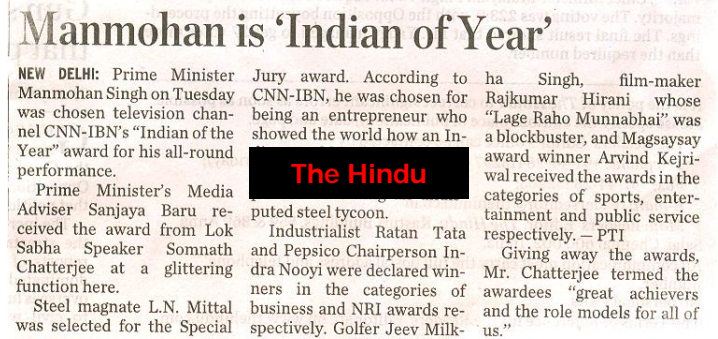 Manmohan is ‘Indian of Year’
NEW DELHI: Prime Minister
Manmohan Singh on Tuesday
was chosen television chan-
nel CNN-IBN’s “Indian of the
Year” award for his all-round
performance.
Prime Minister’s Media
Adviser Sanjaya Baru re-
ceived the award from Lok
Sabha Speaker Somnath
Chatterjee at a glittering
function here.
Steel magnate L.N. Mittal
was selected for the Special
Jury award. According to
CNN-IBN, he was chosen for
being an entrepreneur who
showed the world how an In-
The Hindu
puted steel tycoon.
Industrialist Ratan Tata
and Pepsico Chairperson In-
dra Nooyi were declared win-
ners in the categories of
business and NRI awards re-
spectively. Golfer Jeev Milk-
ha Singh, film-maker
Rajkumar Hirani whose
“Lage Raho Munnabhai” was
a blockbuster, and Magsaysay
award winner Arvind Kejri-
wal received the awards in the
categories of sports, enter-
tainment and public service
respectively. — PTI
Giving away the awards,
Mr. Chatterjee termed the
awardees “great achievers
and the role models for all of
us.”